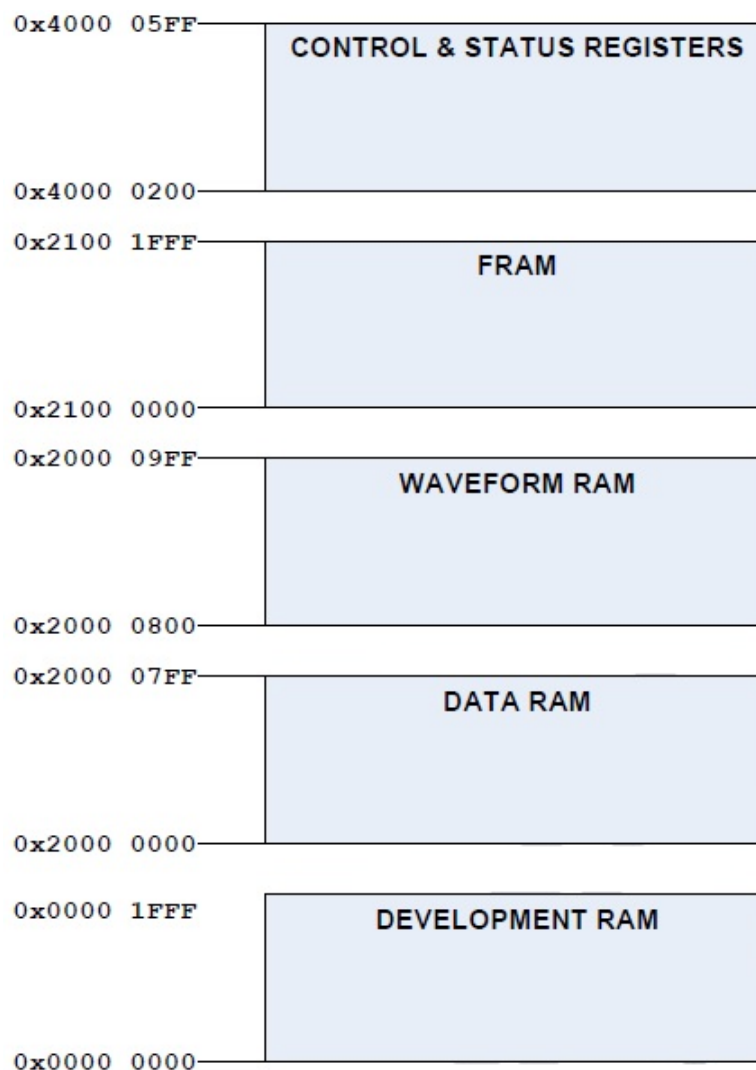 0x4000 05FF
CONTROL & STATUS REGISTERS
0x4000 0200
0x2100 1FFF
FRAM
0x2100 0000
0x2000 09FF
WAVEFORM RAM
0x2000 0800
0x2000 07FF
DATA RAM
0x2000 0000
0x0000 1FFF
DEVELOPMENT RAM
0x0000 0000